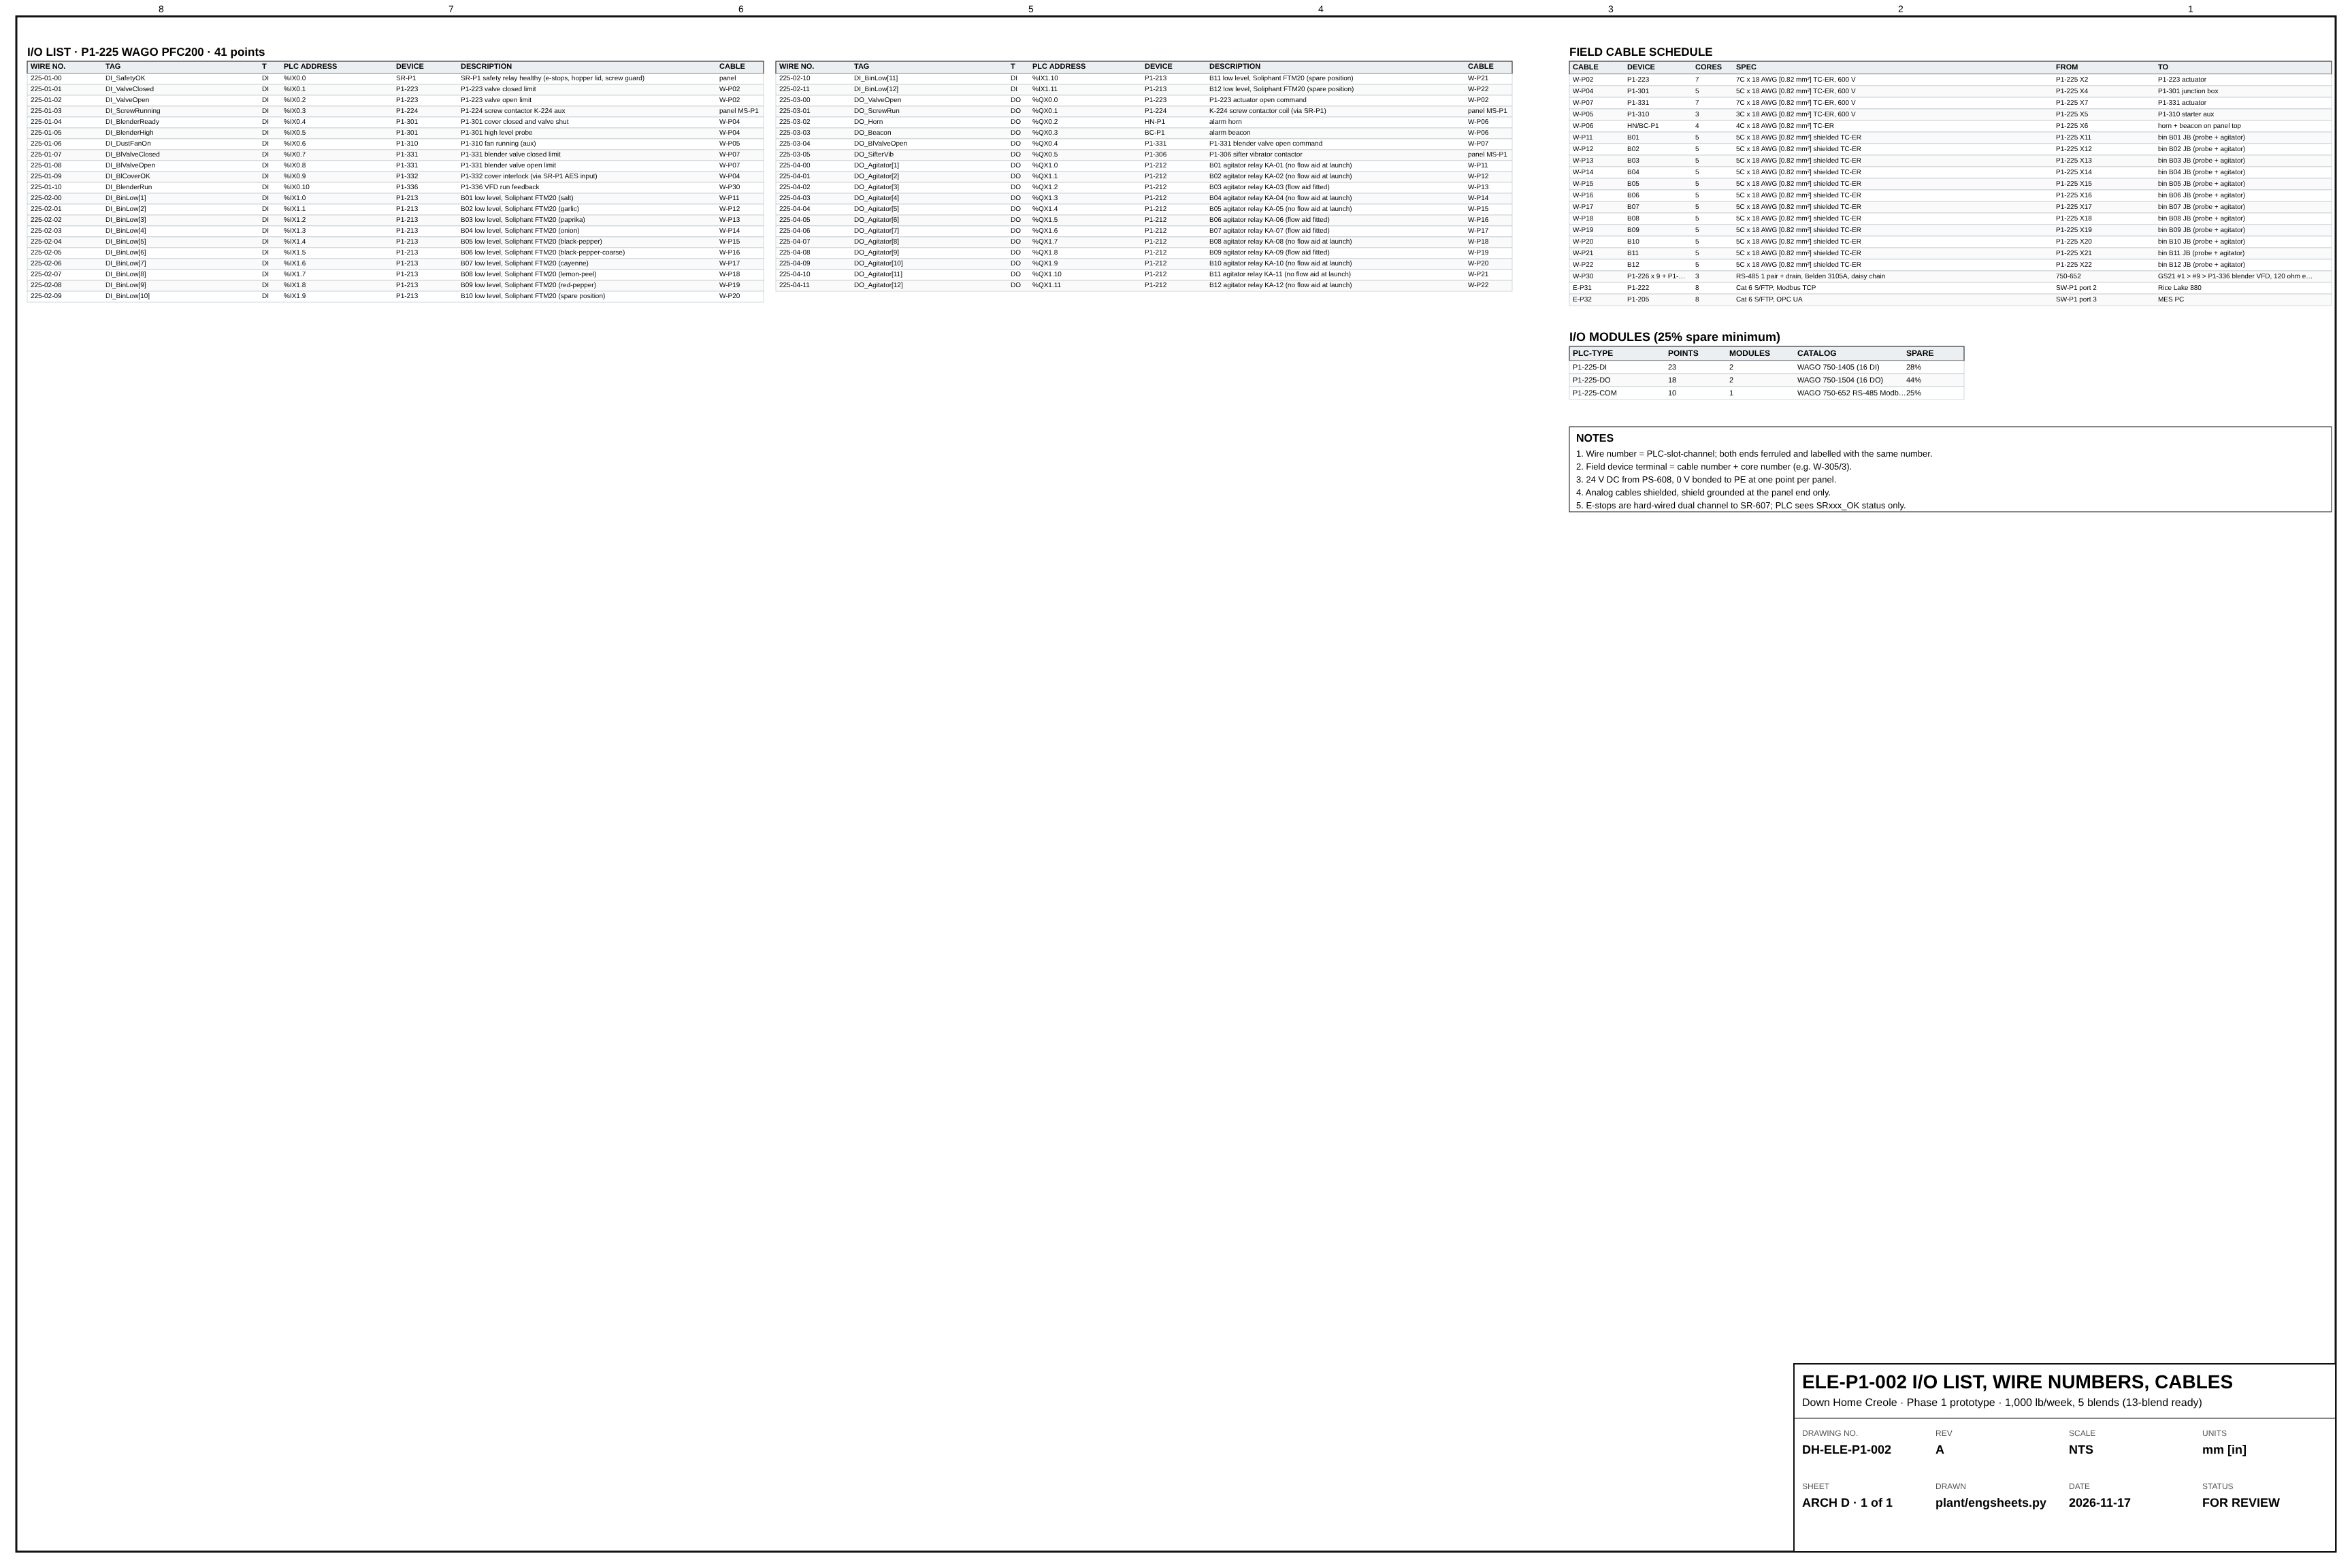 8 7 6 5 4 3 2 1
I/O LIST · P1-225 WAGO PFC200 · 41 points
WIRE NO. TAG T PLC ADDRESS DEVICE DESCRIPTION CABLE
225-01-00 DI_SafetyOK DI %IX0.0 SR-P1 SR-P1 safety relay healthy (e-stops, hopper lid, screw guard) panel
225-01-01 DI_ValveClosed DI %IX0.1 P1-223 P1-223 valve closed limit W-P02
225-01-02 DI_ValveOpen DI %IX0.2 P1-223 P1-223 valve open limit W-P02
225-01-03 DI_ScrewRunning DI %IX0.3 P1-224 P1-224 screw contactor K-224 aux panel MS-P1
225-01-04 DI_BlenderReady DI %IX0.4 P1-301 P1-301 cover closed and valve shut W-P04
225-01-05 DI_BlenderHigh DI %IX0.5 P1-301 P1-301 high level probe W-P04
225-01-06 DI_DustFanOn DI %IX0.6 P1-310 P1-310 fan running (aux) W-P05
225-01-07 DI_BlValveClosed DI %IX0.7 P1-331 P1-331 blender valve closed limit W-P07
225-01-08 DI_BlValveOpen DI %IX0.8 P1-331 P1-331 blender valve open limit W-P07
225-01-09 DI_BlCoverOK DI %IX0.9 P1-332 P1-332 cover interlock (via SR-P1 AES input) W-P04
225-01-10 DI_BlenderRun DI %IX0.10 P1-336 P1-336 VFD run feedback W-P30
225-02-00 DI_BinLow[1] DI %IX1.0 P1-213 B01 low level, Soliphant FTM20 (salt) W-P11
225-02-01 DI_BinLow[2] DI %IX1.1 P1-213 B02 low level, Soliphant FTM20 (garlic) W-P12
225-02-02 DI_BinLow[3] DI %IX1.2 P1-213 B03 low level, Soliphant FTM20 (paprika) W-P13
225-02-03 DI_BinLow[4] DI %IX1.3 P1-213 B04 low level, Soliphant FTM20 (onion) W-P14
225-02-04 DI_BinLow[5] DI %IX1.4 P1-213 B05 low level, Soliphant FTM20 (black-pepper) W-P15
225-02-05 DI_BinLow[6] DI %IX1.5 P1-213 B06 low level, Soliphant FTM20 (black-pepper-coarse) W-P16
225-02-06 DI_BinLow[7] DI %IX1.6 P1-213 B07 low level, Soliphant FTM20 (cayenne) W-P17
225-02-07 DI_BinLow[8] DI %IX1.7 P1-213 B08 low level, Soliphant FTM20 (lemon-peel) W-P18
225-02-08 DI_BinLow[9] DI %IX1.8 P1-213 B09 low level, Soliphant FTM20 (red-pepper) W-P19
225-02-09 DI_BinLow[10] DI %IX1.9 P1-213 B10 low level, Soliphant FTM20 (spare position) W-P20
WIRE NO. TAG T PLC ADDRESS DEVICE DESCRIPTION CABLE
225-02-10 DI_BinLow[11] DI %IX1.10 P1-213 B11 low level, Soliphant FTM20 (spare position) W-P21
225-02-11 DI_BinLow[12] DI %IX1.11 P1-213 B12 low level, Soliphant FTM20 (spare position) W-P22
225-03-00 DO_ValveOpen DO %QX0.0 P1-223 P1-223 actuator open command W-P02
225-03-01 DO_ScrewRun DO %QX0.1 P1-224 K-224 screw contactor coil (via SR-P1) panel MS-P1
225-03-02 DO_Horn DO %QX0.2 HN-P1 alarm horn W-P06
225-03-03 DO_Beacon DO %QX0.3 BC-P1 alarm beacon W-P06
225-03-04 DO_BlValveOpen DO %QX0.4 P1-331 P1-331 blender valve open command W-P07
225-03-05 DO_SifterVib DO %QX0.5 P1-306 P1-306 sifter vibrator contactor panel MS-P1
225-04-00 DO_Agitator[1] DO %QX1.0 P1-212 B01 agitator relay KA-01 (no flow aid at launch) W-P11
225-04-01 DO_Agitator[2] DO %QX1.1 P1-212 B02 agitator relay KA-02 (no flow aid at launch) W-P12
225-04-02 DO_Agitator[3] DO %QX1.2 P1-212 B03 agitator relay KA-03 (flow aid fitted) W-P13
225-04-03 DO_Agitator[4] DO %QX1.3 P1-212 B04 agitator relay KA-04 (no flow aid at launch) W-P14
225-04-04 DO_Agitator[5] DO %QX1.4 P1-212 B05 agitator relay KA-05 (no flow aid at launch) W-P15
225-04-05 DO_Agitator[6] DO %QX1.5 P1-212 B06 agitator relay KA-06 (flow aid fitted) W-P16
225-04-06 DO_Agitator[7] DO %QX1.6 P1-212 B07 agitator relay KA-07 (flow aid fitted) W-P17
225-04-07 DO_Agitator[8] DO %QX1.7 P1-212 B08 agitator relay KA-08 (no flow aid at launch) W-P18
225-04-08 DO_Agitator[9] DO %QX1.8 P1-212 B09 agitator relay KA-09 (flow aid fitted) W-P19
225-04-09 DO_Agitator[10] DO %QX1.9 P1-212 B10 agitator relay KA-10 (no flow aid at launch) W-P20
225-04-10 DO_Agitator[11] DO %QX1.10 P1-212 B11 agitator relay KA-11 (no flow aid at launch) W-P21
225-04-11 DO_Agitator[12] DO %QX1.11 P1-212 B12 agitator relay KA-12 (no flow aid at launch) W-P22
FIELD CABLE SCHEDULE
CABLE DEVICE CORES SPEC FROM TO
W-P02 P1-223 7 7C x 18 AWG [0.82 mm²] TC-ER, 600 V P1-225 X2 P1-223 actuator
W-P04 P1-301 5 5C x 18 AWG [0.82 mm²] TC-ER, 600 V P1-225 X4 P1-301 junction box
W-P07 P1-331 7 7C x 18 AWG [0.82 mm²] TC-ER, 600 V P1-225 X7 P1-331 actuator
W-P05 P1-310 3 3C x 18 AWG [0.82 mm²] TC-ER, 600 V P1-225 X5 P1-310 starter aux
W-P06 HN/BC-P1 4 4C x 18 AWG [0.82 mm²] TC-ER P1-225 X6 horn + beacon on panel top
W-P11 B01 5 5C x 18 AWG [0.82 mm²] shielded TC-ER P1-225 X11 bin B01 JB (probe + agitator)
W-P12 B02 5 5C x 18 AWG [0.82 mm²] shielded TC-ER P1-225 X12 bin B02 JB (probe + agitator)
W-P13 B03 5 5C x 18 AWG [0.82 mm²] shielded TC-ER P1-225 X13 bin B03 JB (probe + agitator)
W-P14 B04 5 5C x 18 AWG [0.82 mm²] shielded TC-ER P1-225 X14 bin B04 JB (probe + agitator)
W-P15 B05 5 5C x 18 AWG [0.82 mm²] shielded TC-ER P1-225 X15 bin B05 JB (probe + agitator)
W-P16 B06 5 5C x 18 AWG [0.82 mm²] shielded TC-ER P1-225 X16 bin B06 JB (probe + agitator)
W-P17 B07 5 5C x 18 AWG [0.82 mm²] shielded TC-ER P1-225 X17 bin B07 JB (probe + agitator)
W-P18 B08 5 5C x 18 AWG [0.82 mm²] shielded TC-ER P1-225 X18 bin B08 JB (probe + agitator)
W-P19 B09 5 5C x 18 AWG [0.82 mm²] shielded TC-ER P1-225 X19 bin B09 JB (probe + agitator)
W-P20 B10 5 5C x 18 AWG [0.82 mm²] shielded TC-ER P1-225 X20 bin B10 JB (probe + agitator)
W-P21 B11 5 5C x 18 AWG [0.82 mm²] shielded TC-ER P1-225 X21 bin B11 JB (probe + agitator)
W-P22 B12 5 5C x 18 AWG [0.82 mm²] shielded TC-ER P1-225 X22 bin B12 JB (probe + agitator)
W-P30 P1-226 x 9 + P1-... 3 RS-485 1 pair + drain, Belden 3105A, daisy chain 750-652 GS21 #1 > #9 > P1-336 blender VFD, 120 ohm e...
E-P31 P1-222 8 Cat 6 S/FTP, Modbus TCP SW-P1 port 2 Rice Lake 880
E-P32 P1-205 8 Cat 6 S/FTP, OPC UA SW-P1 port 3 MES PC
I/O MODULES (25% spare minimum)
PLC-TYPE POINTS MODULES CATALOG SPARE
P1-225-DI 23 2 WAGO 750-1405 (16 DI) 28%
P1-225-DO 18 2 WAGO 750-1504 (16 DO) 44%
P1-225-COM 10 1 WAGO 750-652 RS-485 Modb... 25%
NOTES
1. Wire number = PLC-slot-channel; both ends ferruled and labelled with the same number.
2. Field device terminal = cable number + core number (e.g. W-305/3).
3. 24 V DC from PS-608, 0 V bonded to PE at one point per panel.
4. Analog cables shielded, shield grounded at the panel end only.
5. E-stops are hard-wired dual channel to SR-607; PLC sees SRxxx_OK status only.
ELE-P1-002 I/O LIST, WIRE NUMBERS, CABLES
Down Home Creole · Phase 1 prototype · 1,000 lb/week, 5 blends (13-blend ready)
DRAWING NO. REV SCALE UNITS
DH-ELE-P1-002 A NTS mm [in]
SHEET DRAWN DATE STATUS
ARCH D · 1 of 1 plant/engsheets.py 2026-11-17 FOR REVIEW